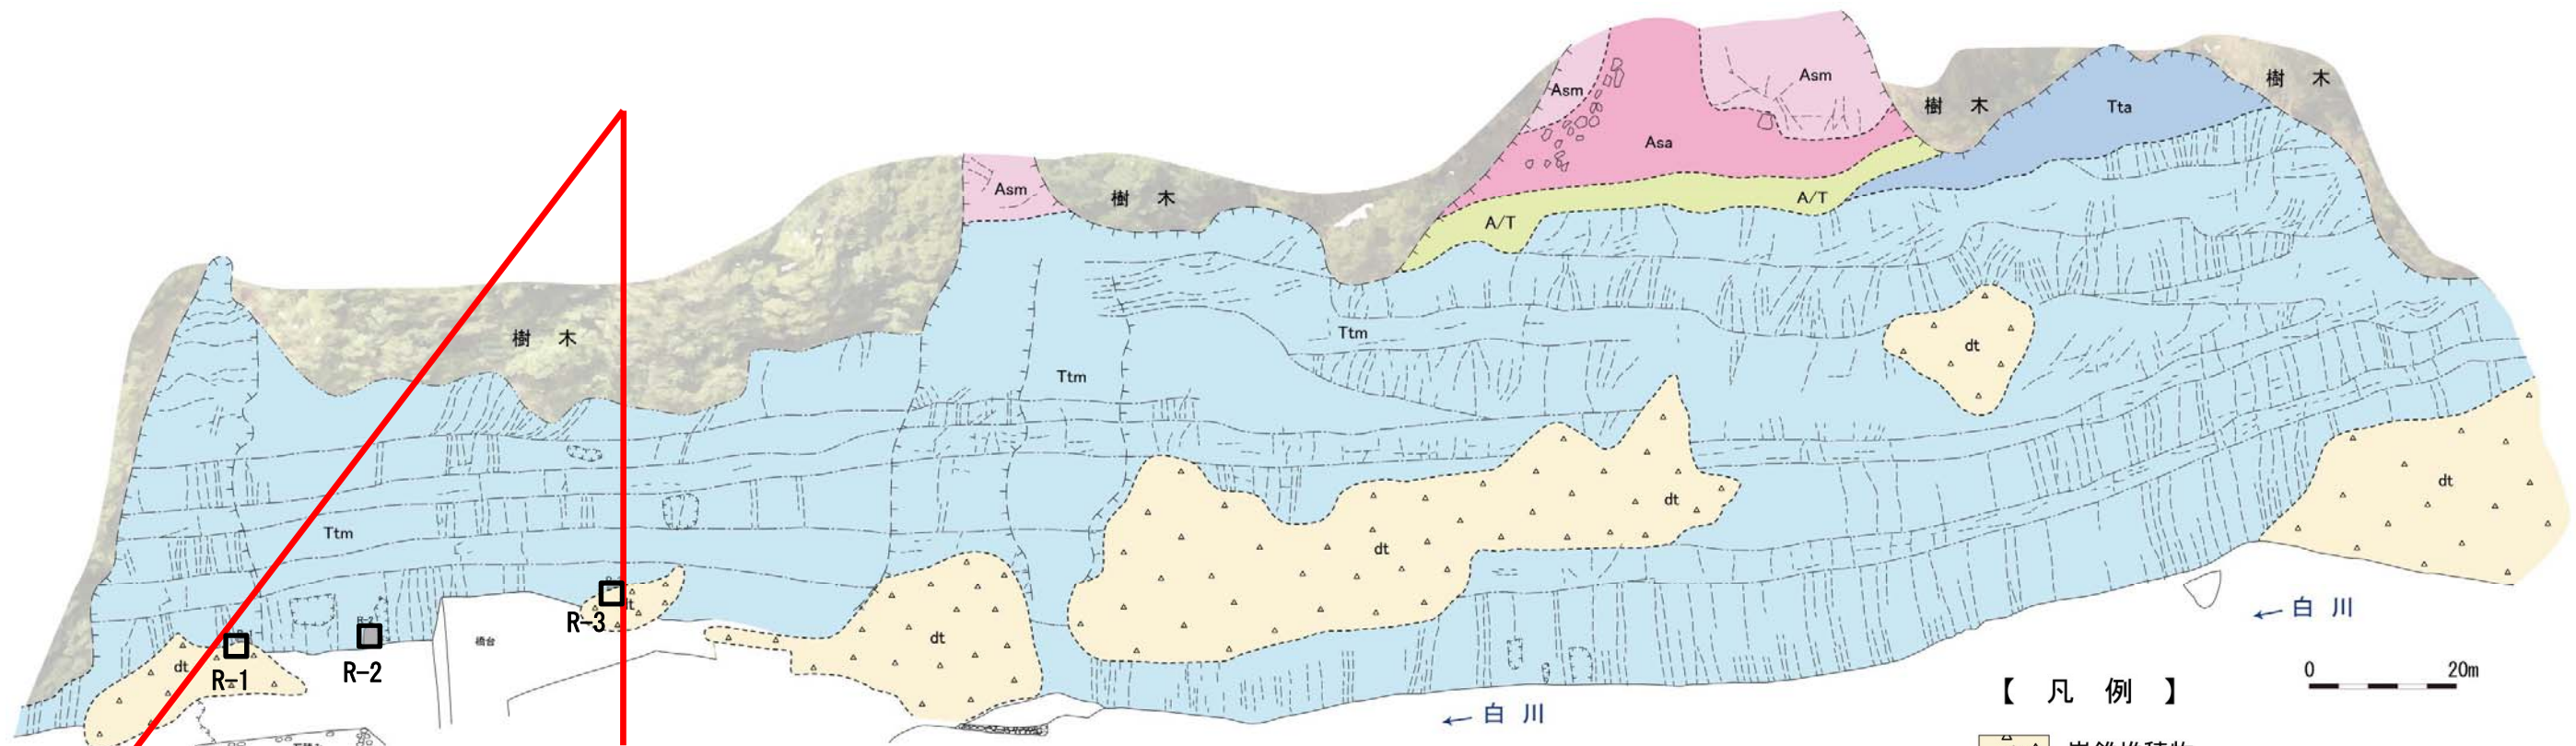 Asm
Asm
樹 木
樹 木
Tta
Asa
Asm
樹 木
A/T
A/T
樹 木
Ttm
dt
Ttm
dt
Ttm
dt
dt
R-3
dt
白 川
橋台
dt
dt
R-2
R-1
0 20m
【 凡 例 】
白 川